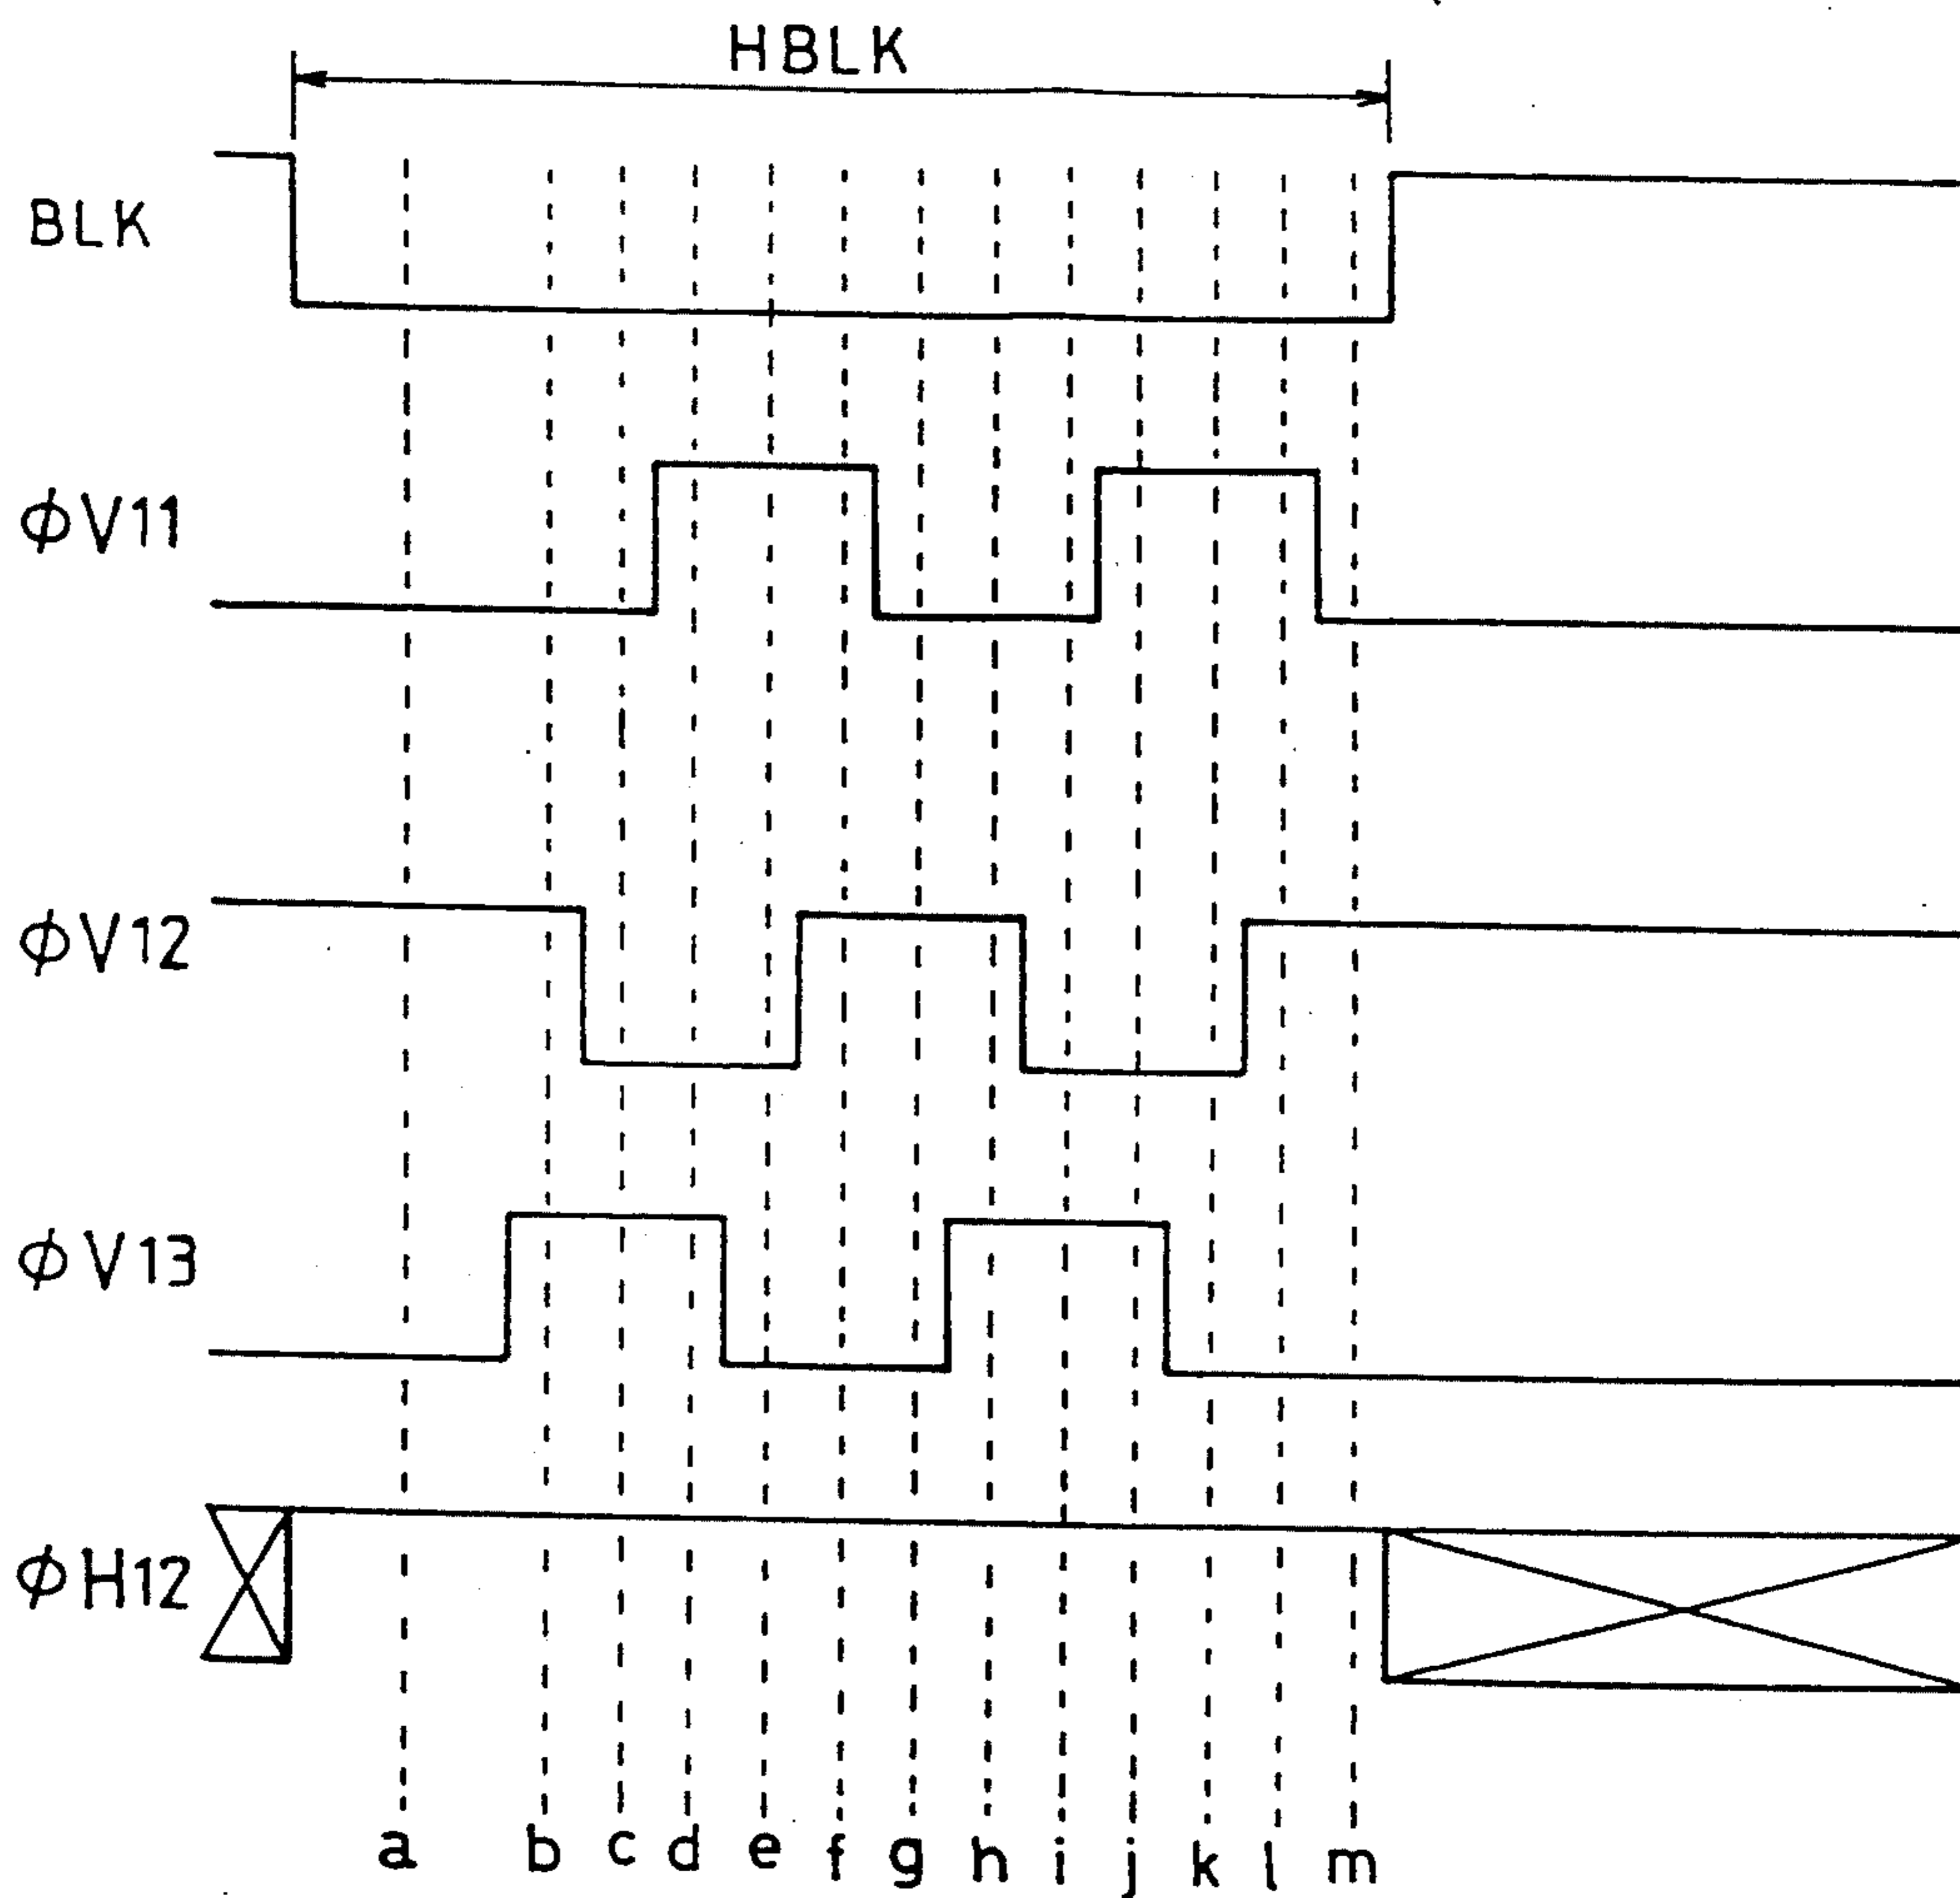 HBLK
BLK
ϕV11
ϕV12
ϕV13
ϕH12
a b c d e f g h i j k l m